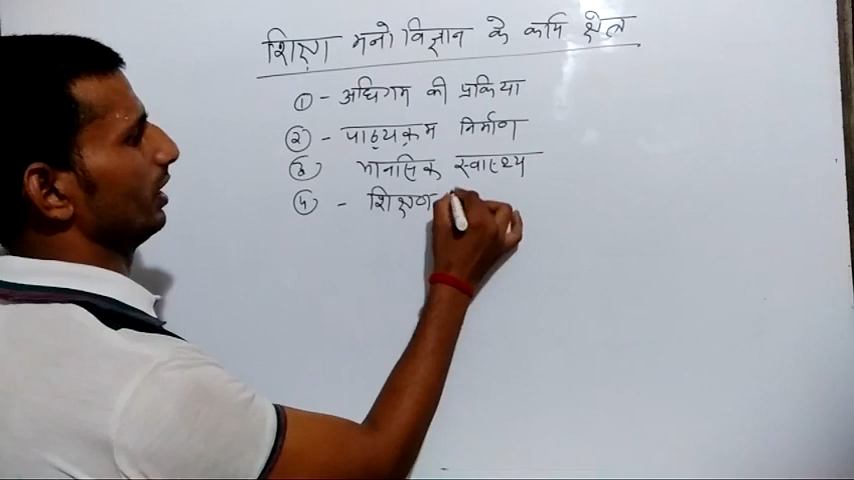 शिक्षा मनोविज्ञान के कार्य क्षेत्र
① - अधिगम की प्रक्रिया
② - पाठ्यक्रम निर्माण
③ मानसिक स्वास्थ्य
④ - शिक्षण